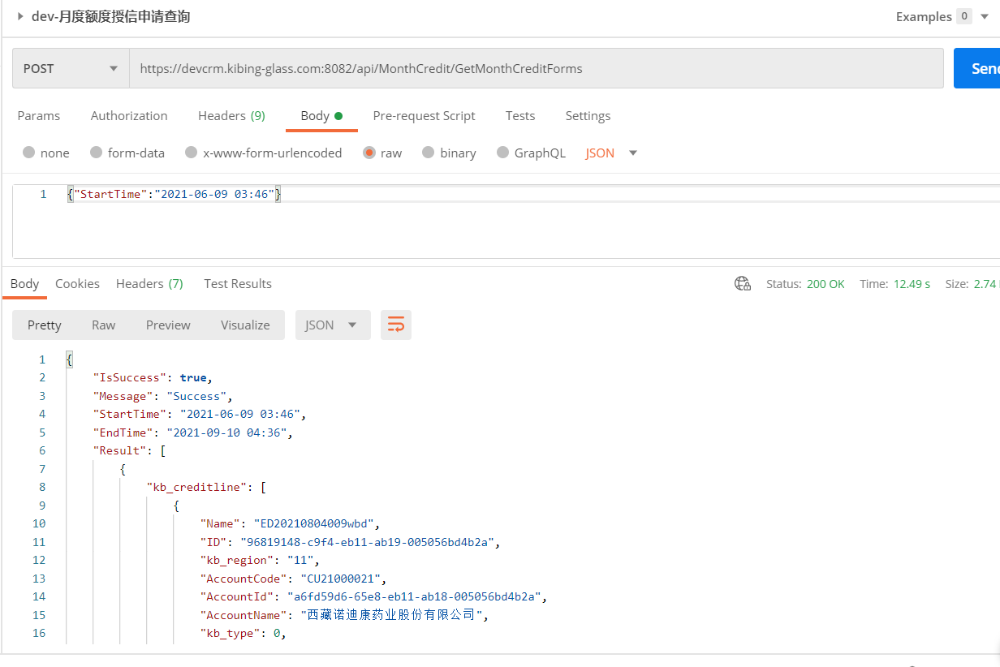 dev-月度额度授信申请查询
Examples 0
POST https://devcrm.kibing-glass.com:8082/api/MonthCredit/GetMonthCreditForms Send
Params Authorization Headers (9) Body Pre-request Script Tests Settings
none form-data x-www-form-urlencoded raw binary GraphQL JSON
1 {"StartTime":"2021-06-09 03:46"}
Body Cookies Headers (7) Test Results Status: 200 OK Time: 12.49 s Size: 2.74
Pretty Raw Preview Visualize JSON
1 {
2 "IsSuccess": true,
3 "Message": "Success",
4 "StartTime": "2021-06-09 03:46",
5 "EndTime": "2021-09-10 04:36",
6 "Result": [
7 {
8 "kb_creditline": [
9 {
10 "Name": "ED20210804009wbd",
11 "ID": "96819148-c9f4-eb11-ab19-005056bd4b2a",
12 "kb_region": "11",
13 "AccountCode": "CU21000021",
14 "AccountId": "a6fd59d6-65e8-eb11-ab18-005056bd4b2a",
15 "AccountName": "西藏诺迪康药业股份有限公司",
16 "kb_type": 0,